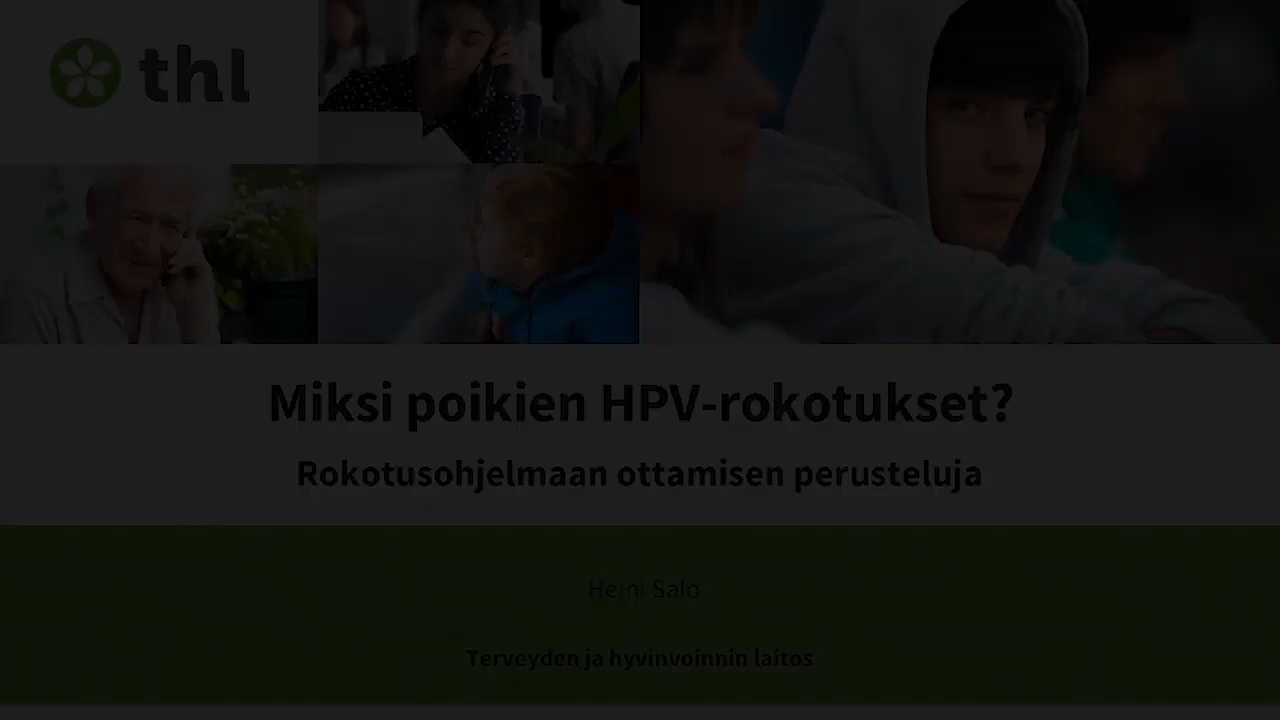 thl
Miksi poikien HPV-rokotukset?
Rokotusohjelmaan ottamisen perusteluja
Heini Salo
Terveyden ja hyvinvoinnin laitos